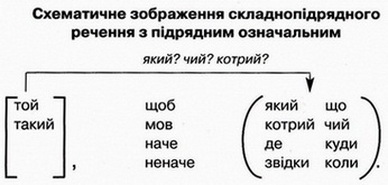 Схематичне зображення складнопідрядного
речення з підрядним означальним
який? чий? котрий?
той щоб який що
такий мов котрий чий
наче де куди
, неначе звідки коли .